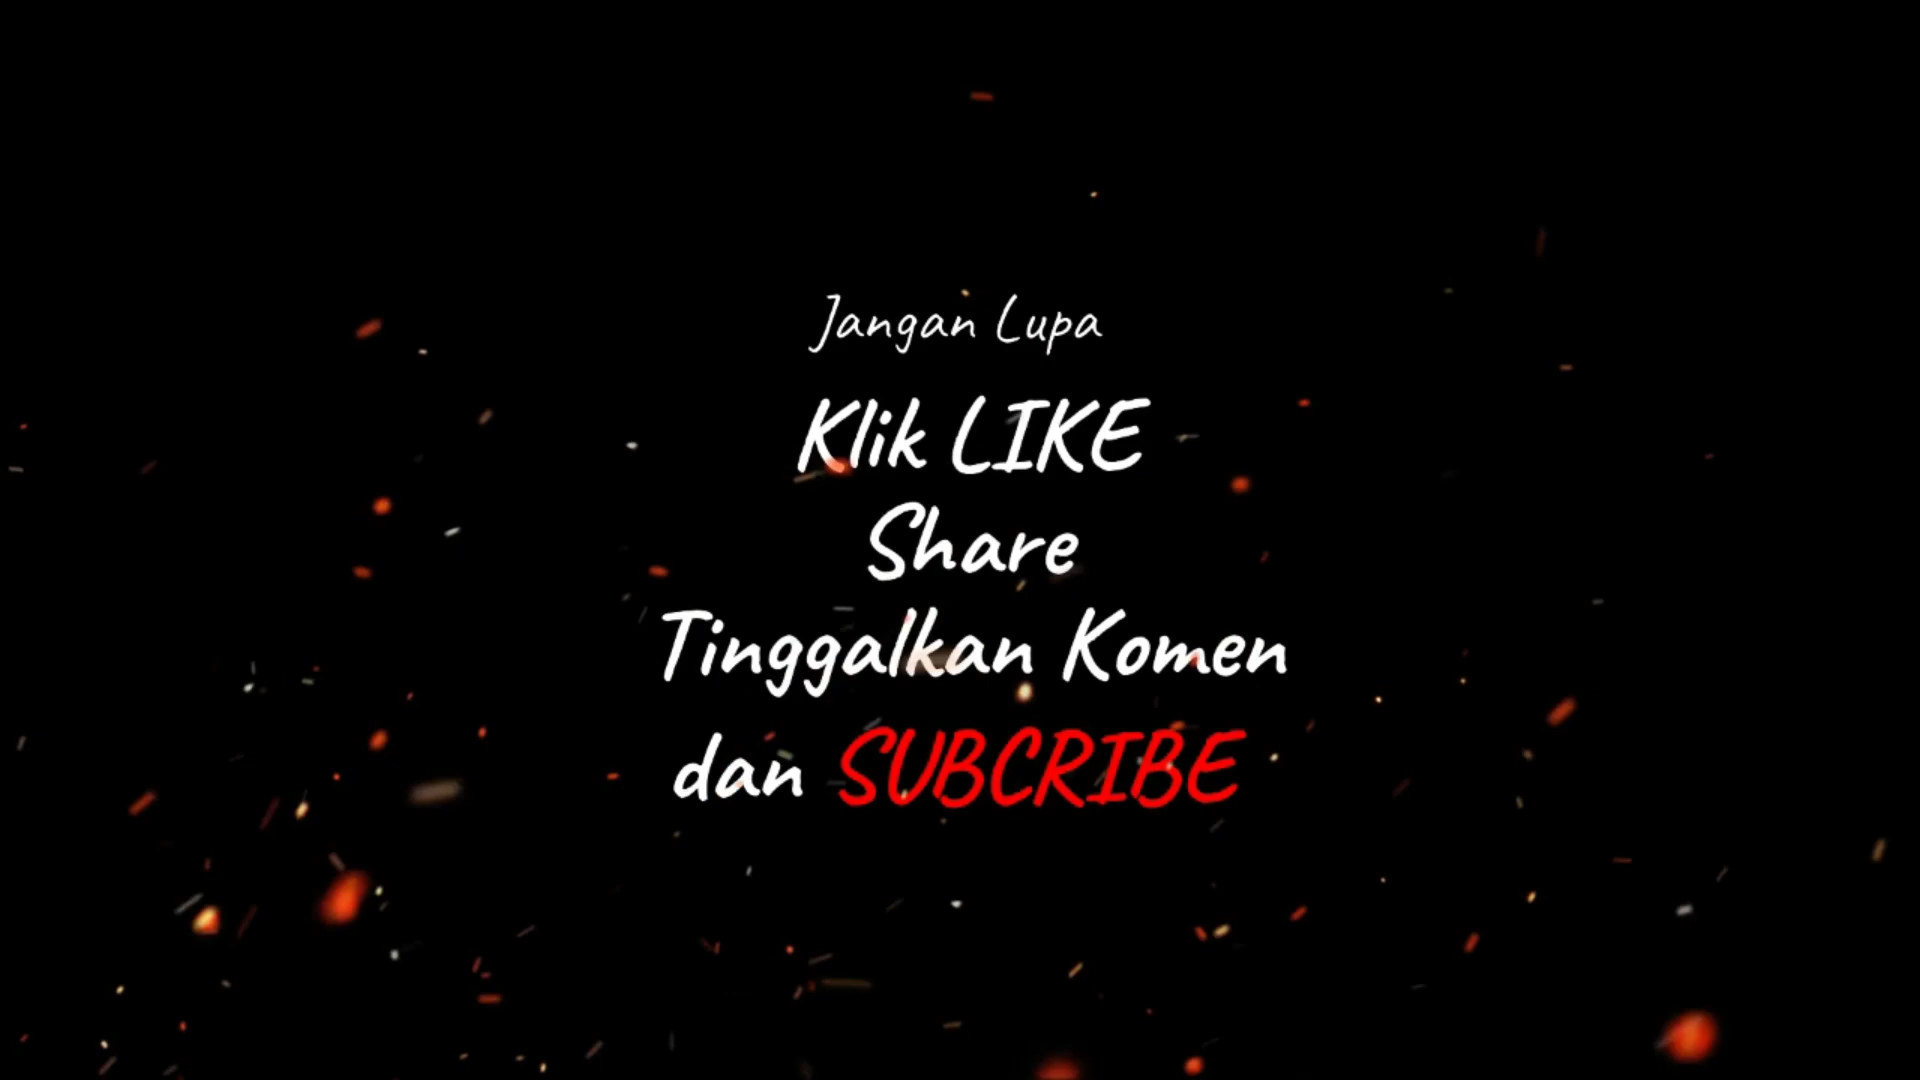 Jangan Lupa
Klik LIKE
Share
Tinggalkan Komen
dan SUBCRIBE